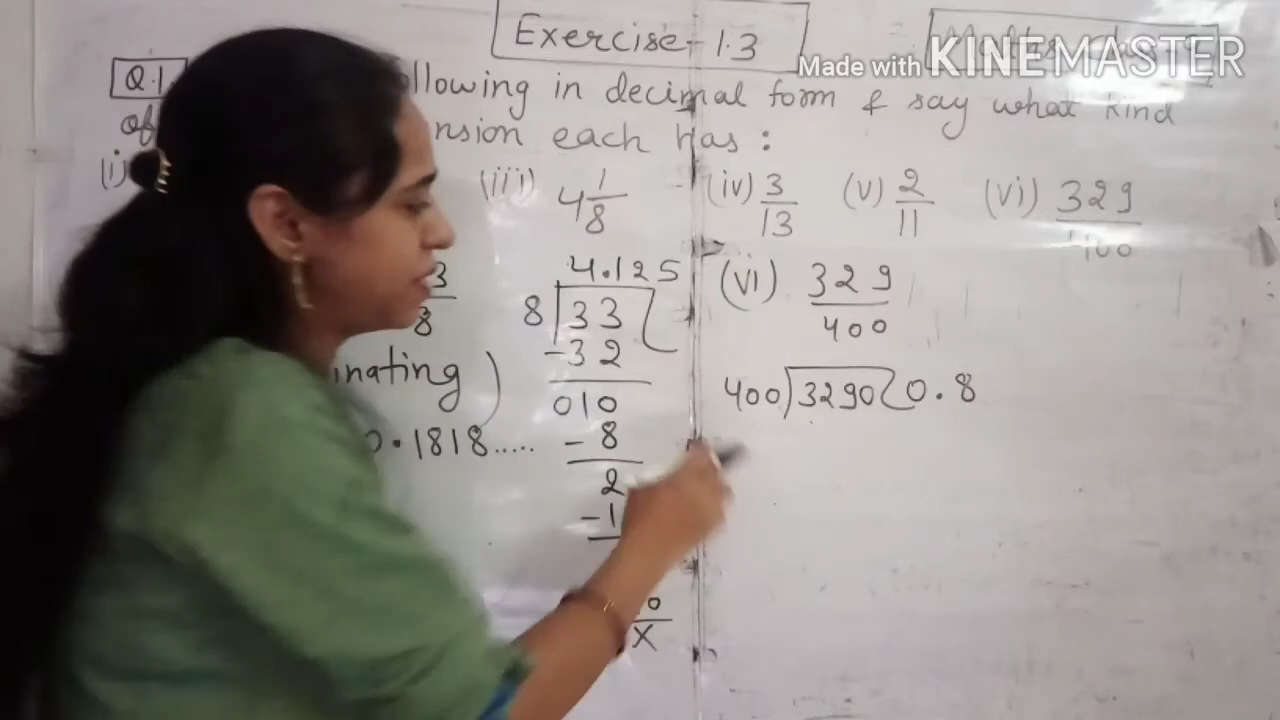 Exercise-1.3
Made with KINEMASTER
Q.1 llowing in decimal form & say what kind
of nsion each has :
(i) (iii) 4 1/8 (iv) 3/13 (v) 2/11 (vi) 329/400
3/8
4.125
8 33
-32
010
-8
2
-1
0
X
inating )
0.1818.....
(vi) 329/400
400)3290(0.8